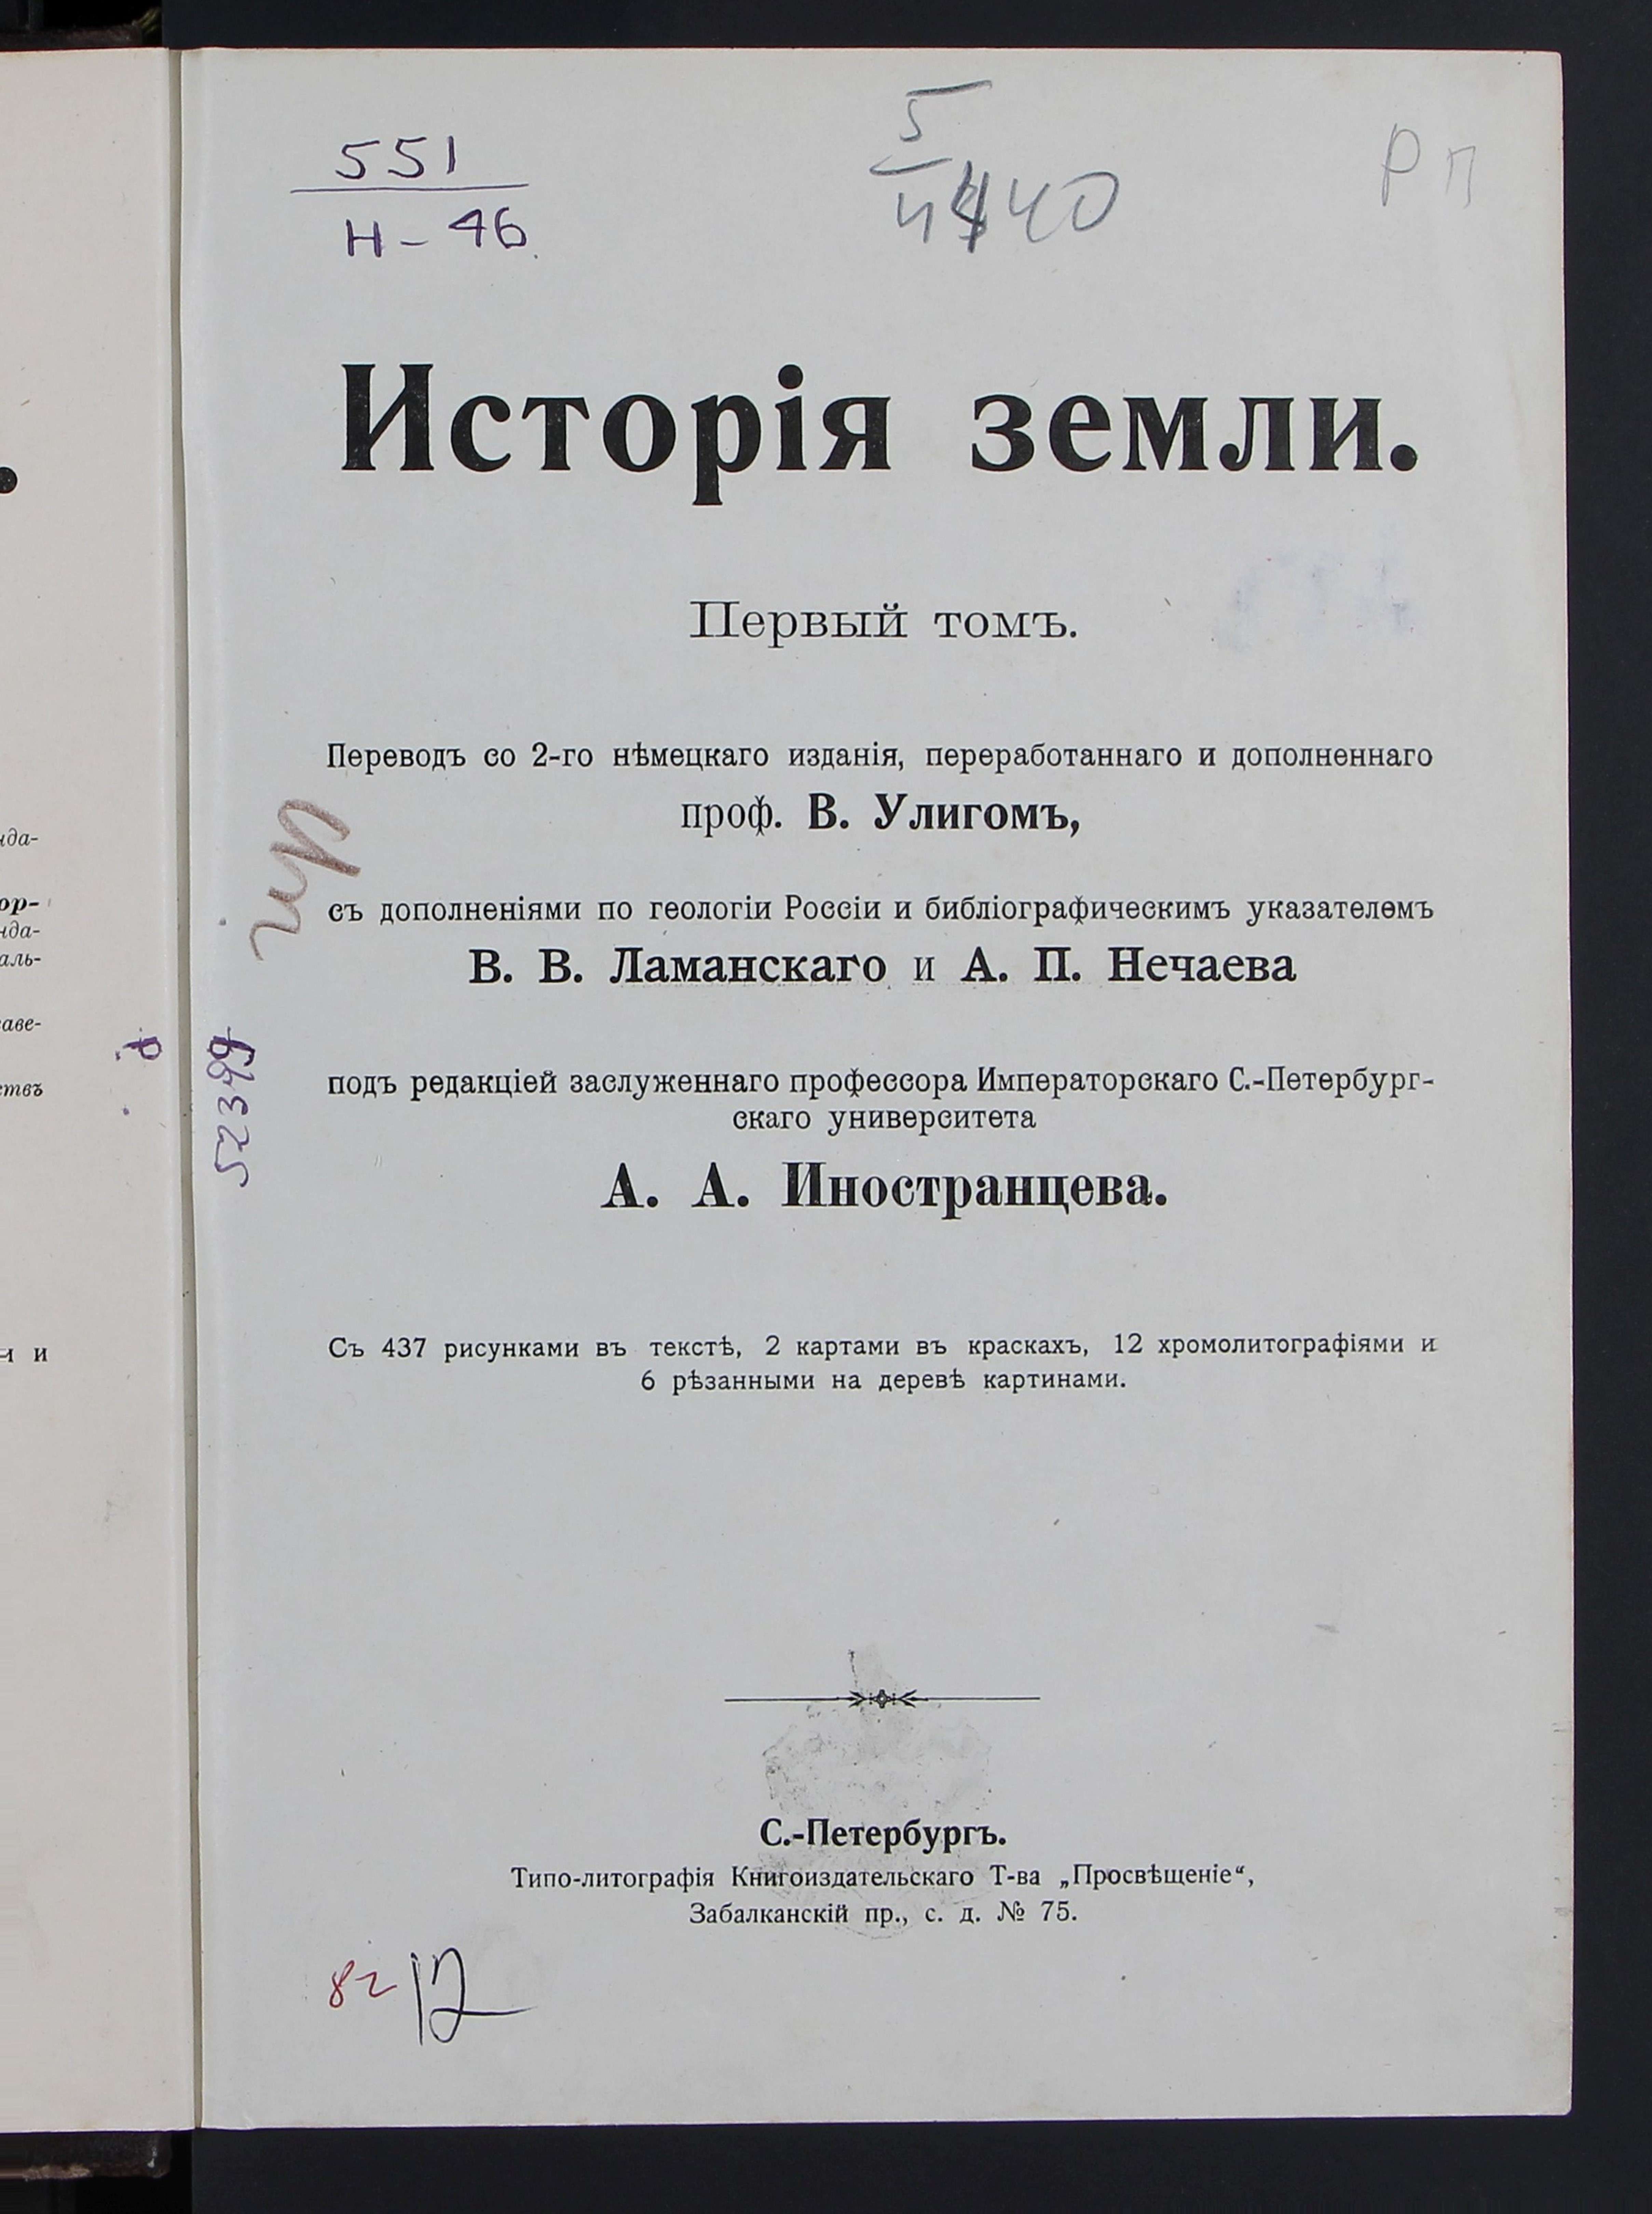 551
Н-46
5
РП
Исторія земли.
Первый томъ.
Переводъ со 2-го нѣмецкаго изданія, переработаннаго и дополненнаго
проф. В. Улигомъ,
съ дополненіями по геологіи Россіи и библіографическимъ указателемъ
В. В. Ламанскаго и А. П. Нечаева
подъ редакціей заслуженнаго профессора Императорскаго С.-Петербург-
скаго университета
А. А. Иностранцева.
Съ 437 рисунками въ текстѣ, 2 картами въ краскахъ, 12 хромолитографіями и
6 рѣзанными на деревѣ картинами.
С.-Петербургъ.
Типо-литографія Книгоиздательскаго Т-ва „Просвѣщеніе“,
Забалканскій пр., с. д. № 75.
12